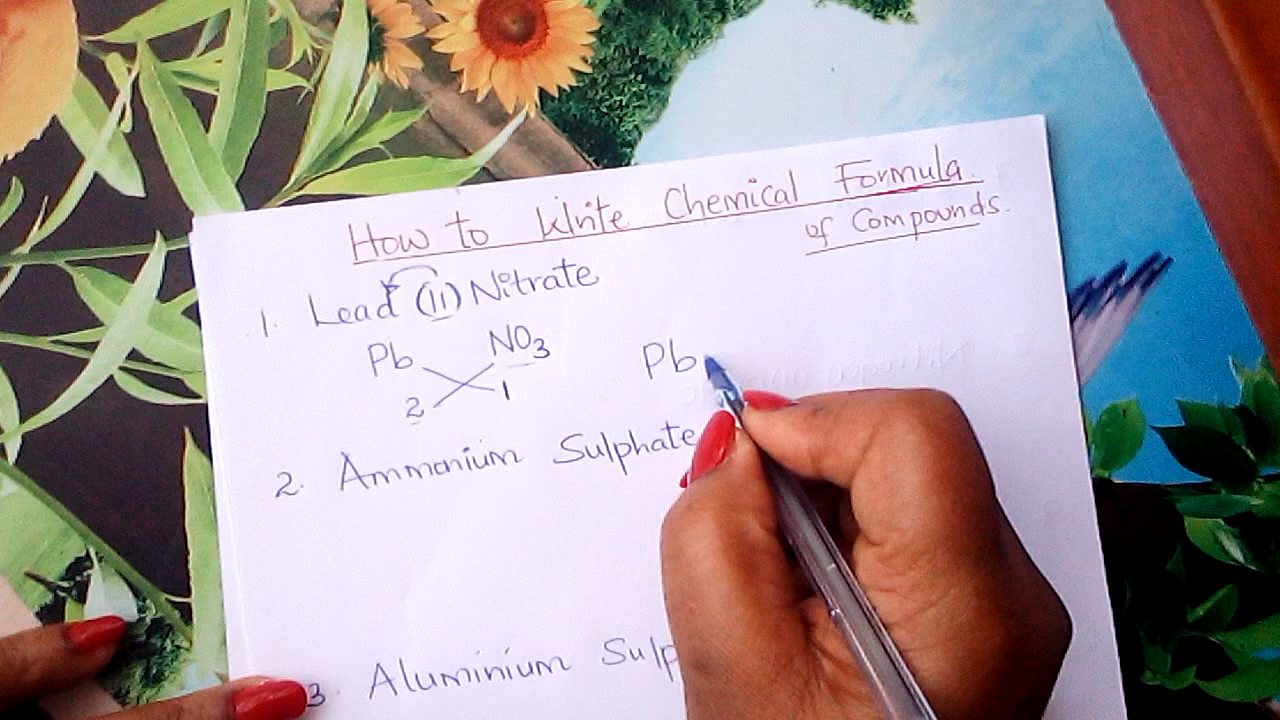 How to Write Chemical Formula
of Compounds.
1. Lead (II) Nitrate
Pb NO3 Pb
2 1
2. Ammonium Sulphate
3. Aluminium Sulp